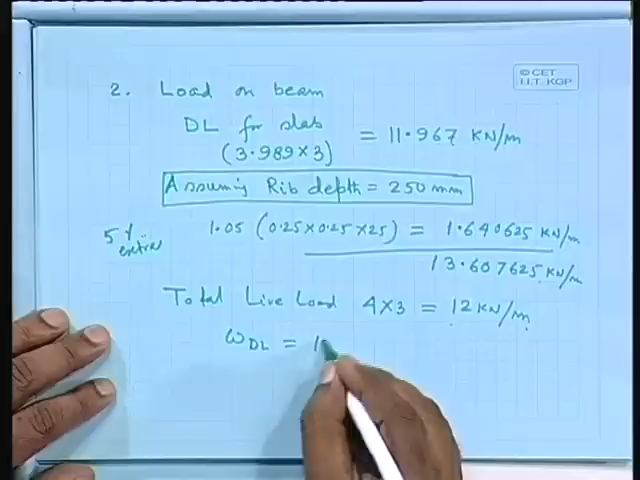 © CET
I.I.T. KGP
2. Load on beam
DL for slab
(3.989×3) = 11.967 KN/m
Assuming Rib depth = 250 mm
5% extra 1.05 (0.25×0.25×25) = 1.640625 KN/m
13.607625 KN/m
Total Live Load 4×3 = 12 KN/m
ω_DL = 1